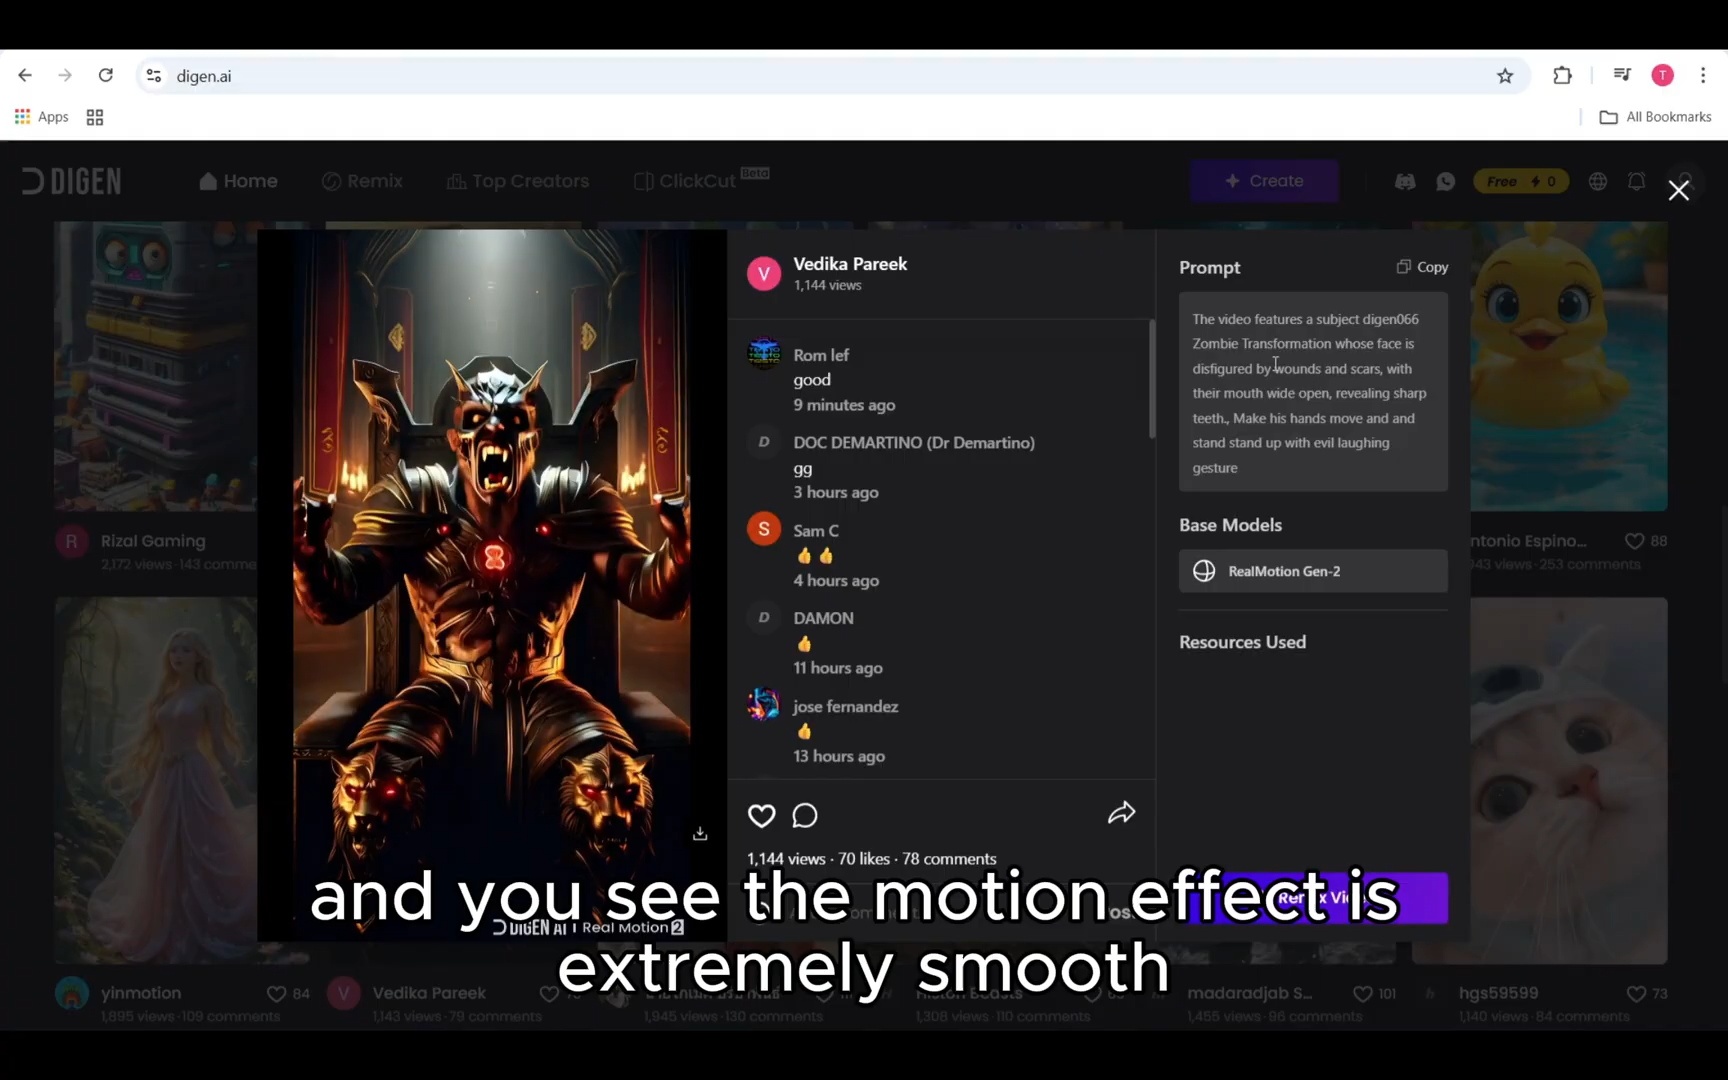 digen.ai
T
Apps
All Bookmarks
DIGEN
Home
Remix
Top Creators
ClickCut
Beta
Create
Free 0
V
Vedika Pareek
1,144 views
Rom lef
good
9 minutes ago
D
DOC DEMARTINO (Dr Demartino)
gg
3 hours ago
S
Sam C
4 hours ago
D
DAMON
11 hours ago
jose fernandez
13 hours ago
1,144 views · 70 likes · 78 comments
Prompt
Copy
The video features a subject digen066
Zombie Transformation whose face is
disfigured by wounds and scars, with
their mouth wide open, revealing sharp
teeth., Make his hands move and and
stand stand up with evil laughing
gesture
Base Models
RealMotion Gen-2
Resources Used
R
Rizal Gaming
2,172 views · 143 comme
ntonio Espino...
88
943 views · 253 comments
DIGEN AI | Real Motion 2
and you see the motion effect is
extremely smooth
yinmotion
84
1,895 views · 109 comments
V
Vedika Pareek
1,143 views · 79 comments
1,945 views · 130 comments
1,308 views · 110 comments
madaradjab S...
101
1,455 views · 96 comments
h
hgs59599
73
1,140 views · 84 comments